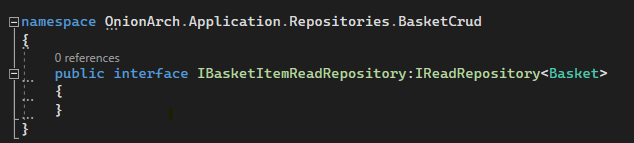 namespace OnionArch.Application.Repositories.BasketCrud
{
0 references
public interface IBasketItemReadRepository:IReadRepository<Basket>
{
}
}